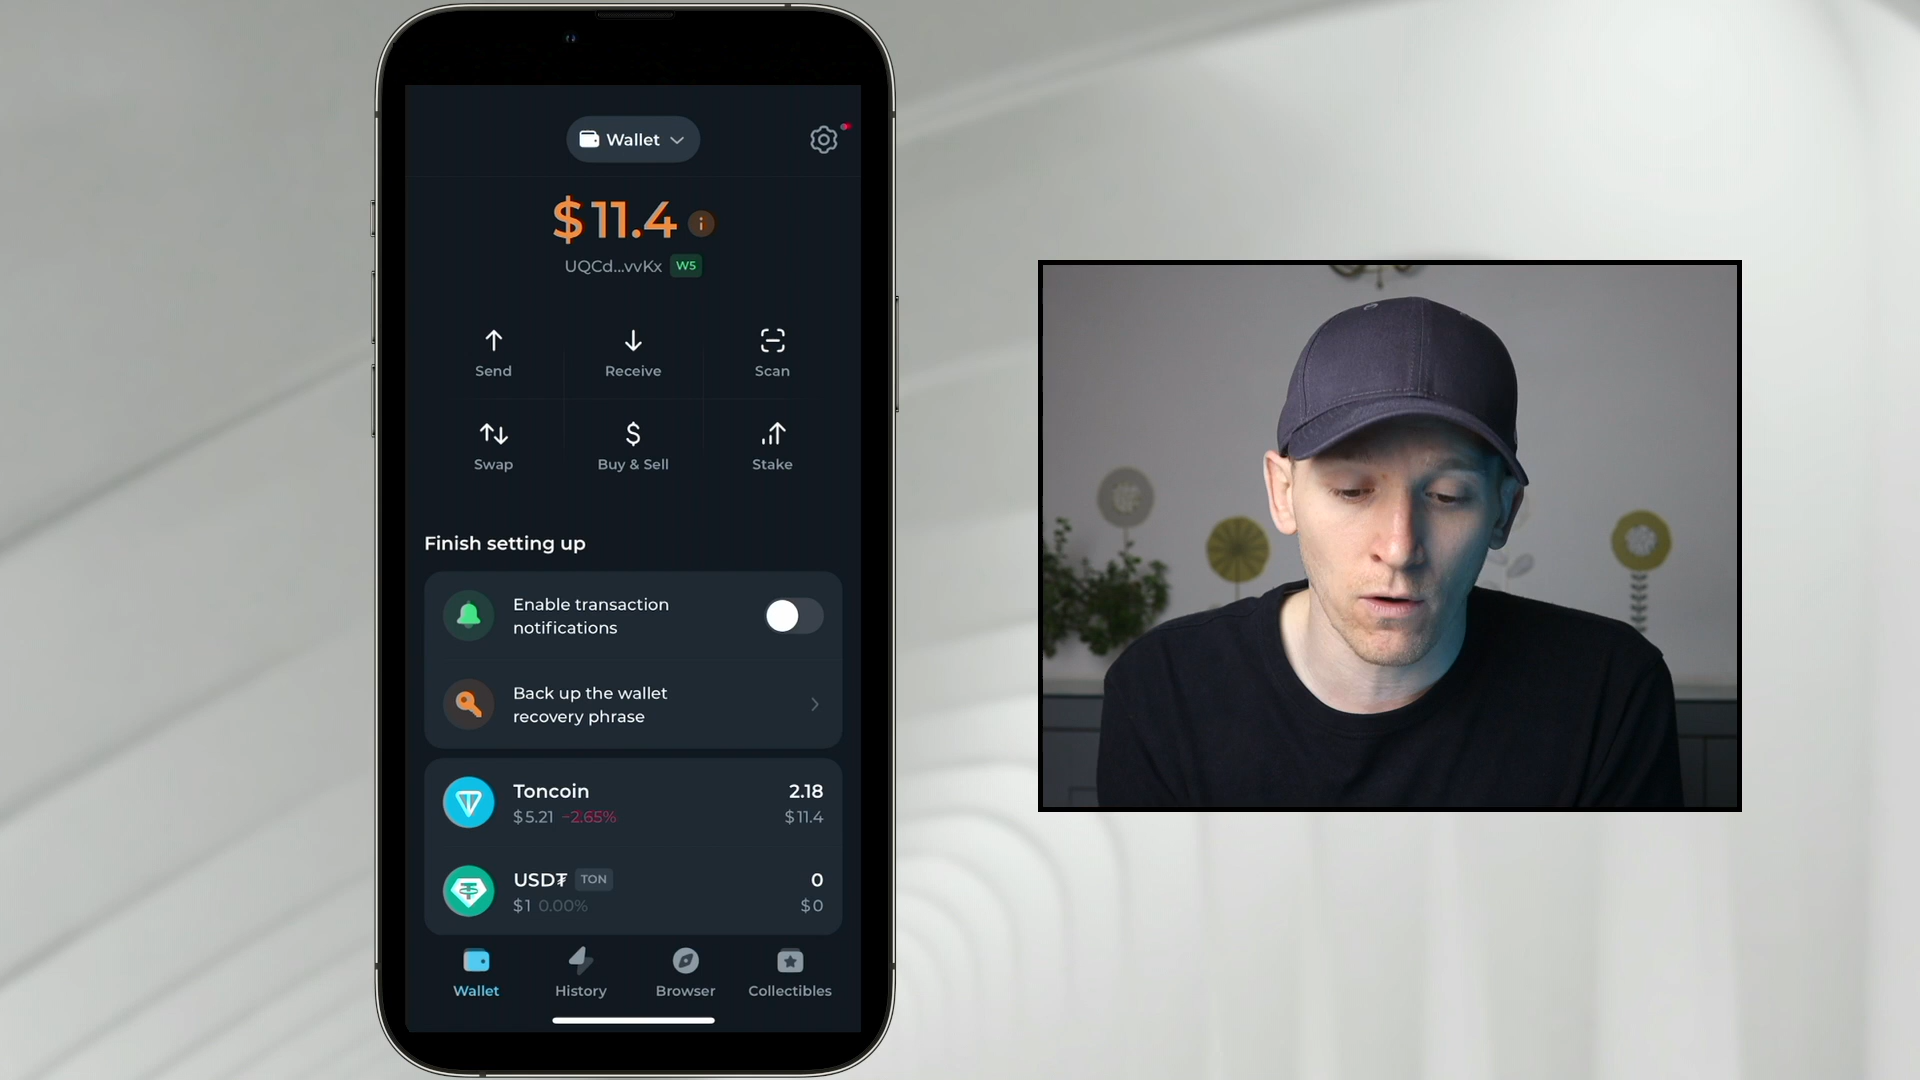 Wallet
$ 11.4
UQCd...vvKx W5
Send Receive Scan
Swap Buy & Sell Stake
Finish setting up
Enable transaction
notifications
Back up the wallet
recovery phrase
Toncoin 2.18
$ 5.21 −2.65% $ 11.4
USD₮ TON 0
$ 1 0.00% $ 0
Wallet History Browser Collectibles